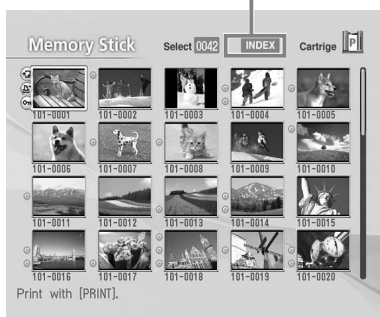 Memory Stick Select 0042 INDEX Cartrige P
101-0001 101-0002 101-0003 101-0004 101-0005
101-0006 101-0007 101-0008 101-0009 101-0010
101-0011 101-0012 101-0013 101-0014 101-0015
101-0016 101-0017 101-0018 101-0019 101-0020
Print with [PRINT].